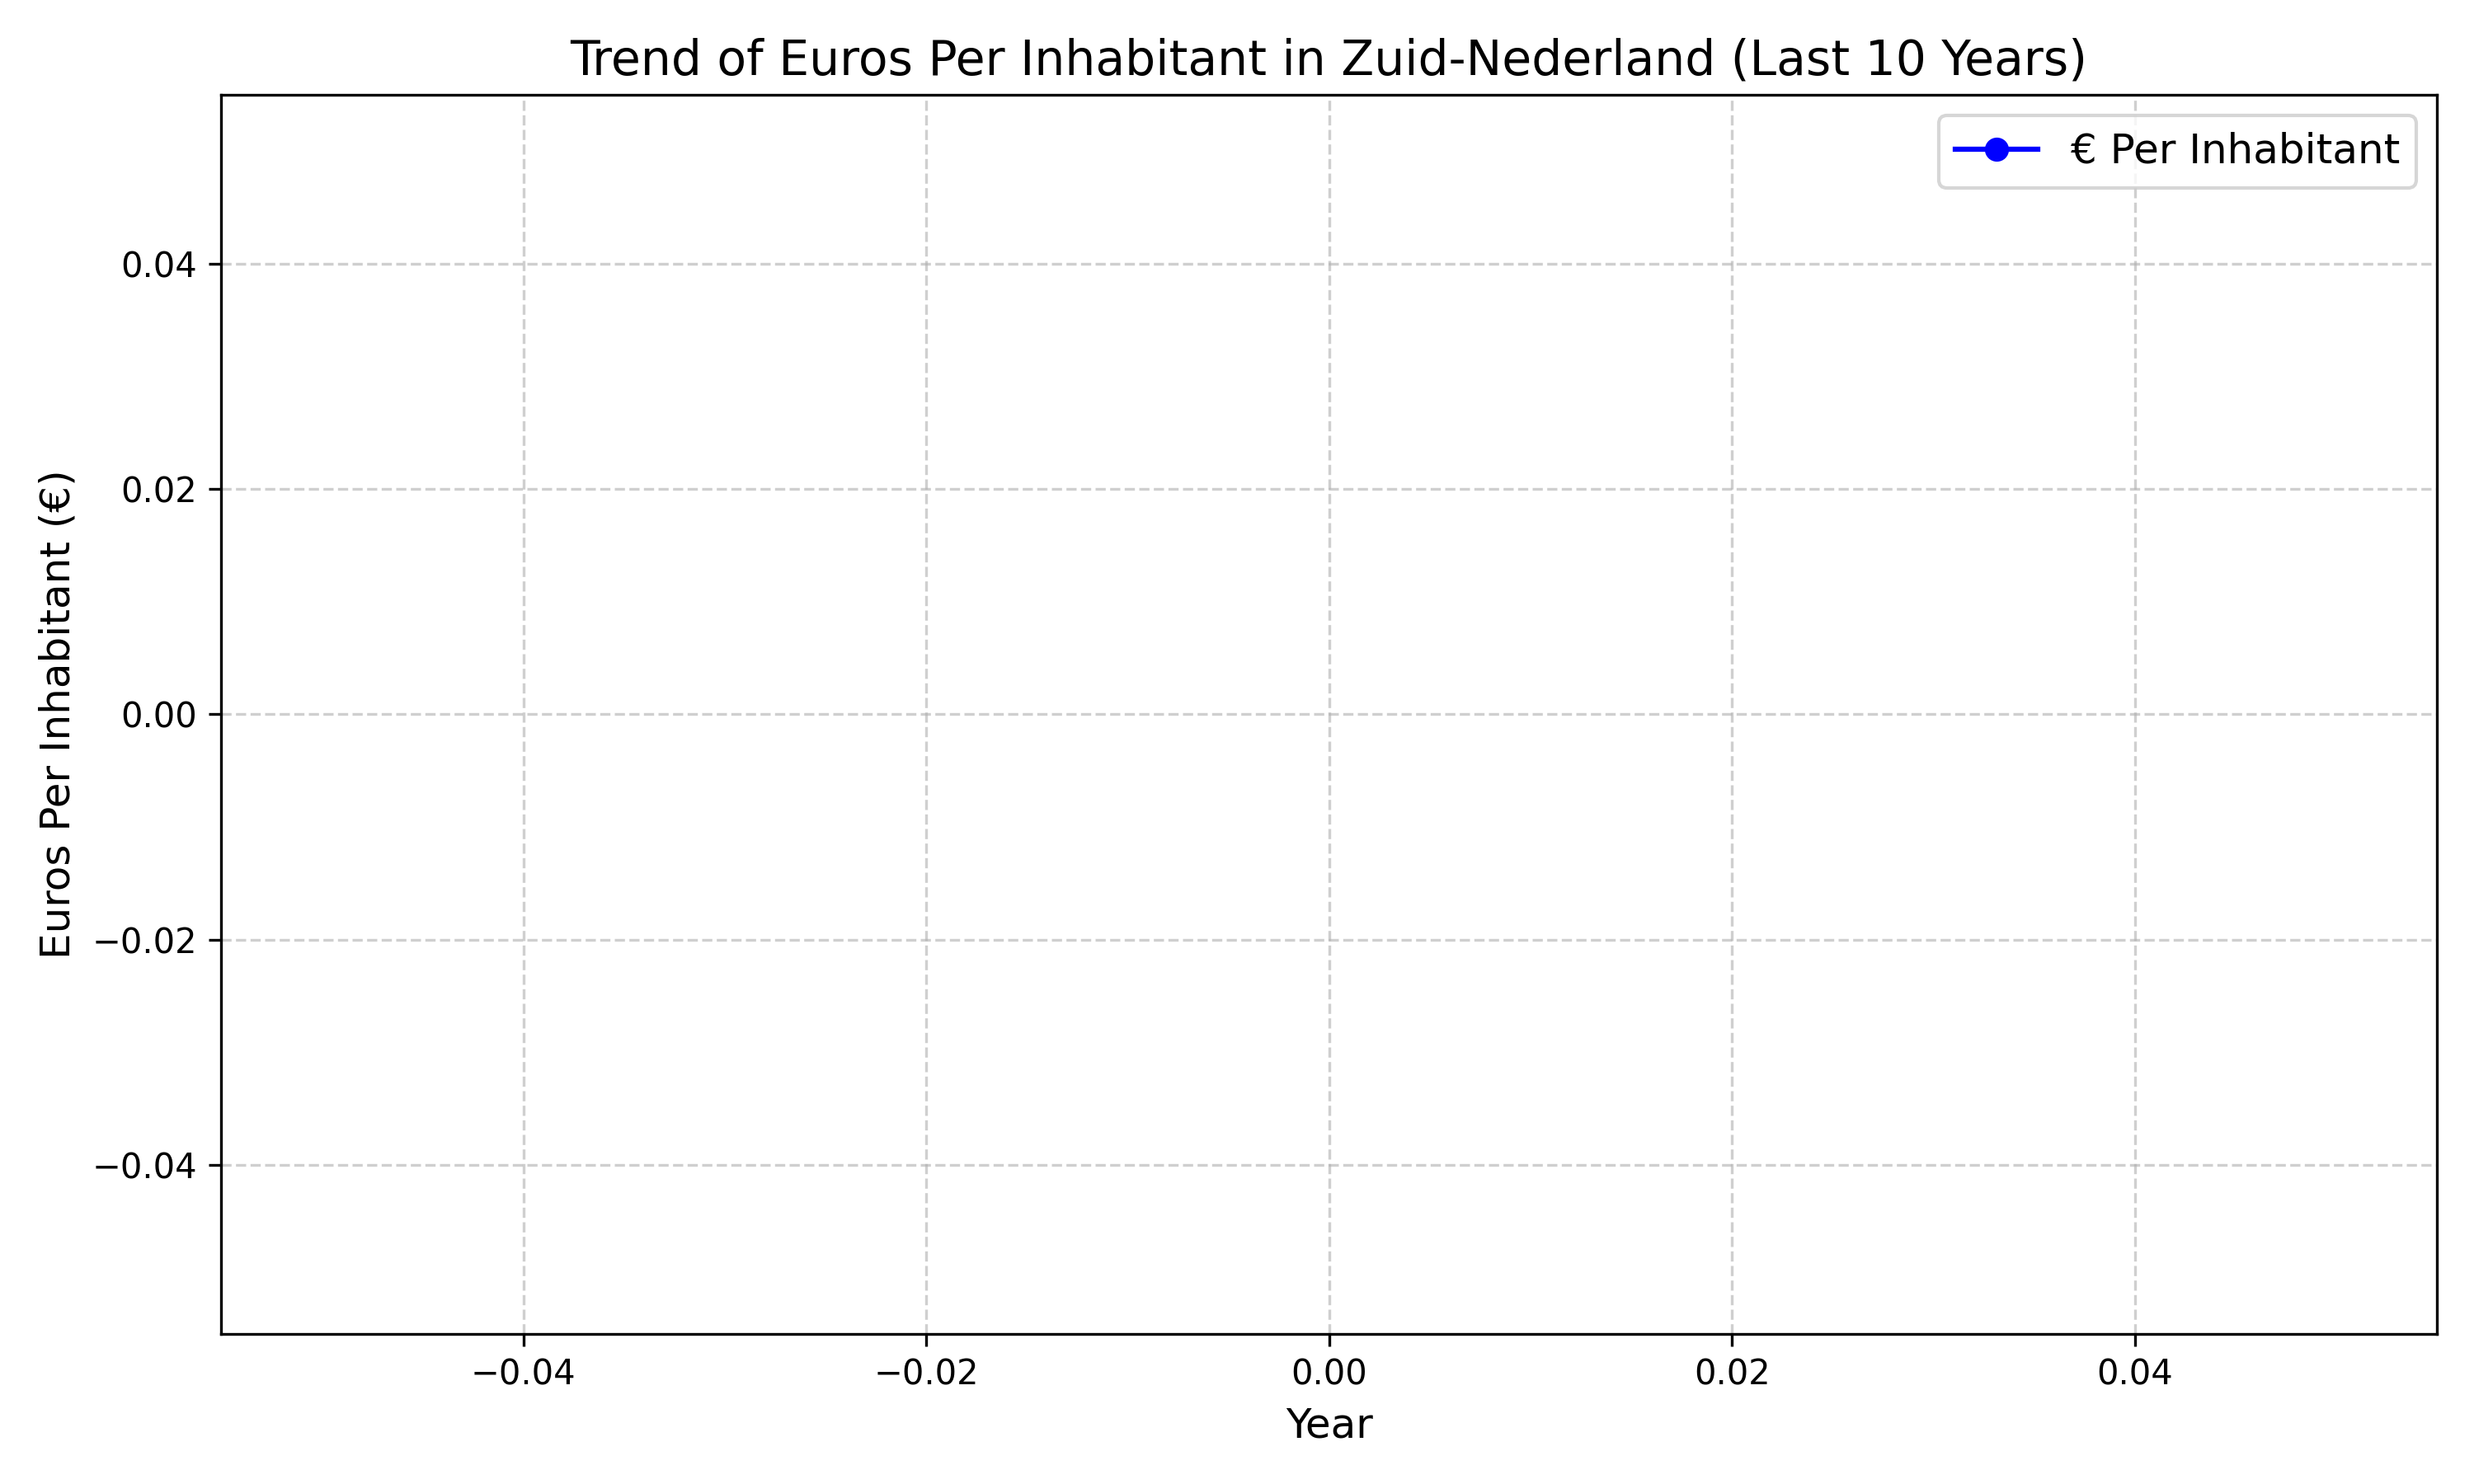 Trend of Euros Per Inhabitant in Zuid-Nederland (Last 10 Years)
€ Per Inhabitant
Euros Per Inhabitant (€)
0.04
0.02
0.00
−0.02
−0.04
−0.04
−0.02
0.00
0.02
0.04
Year